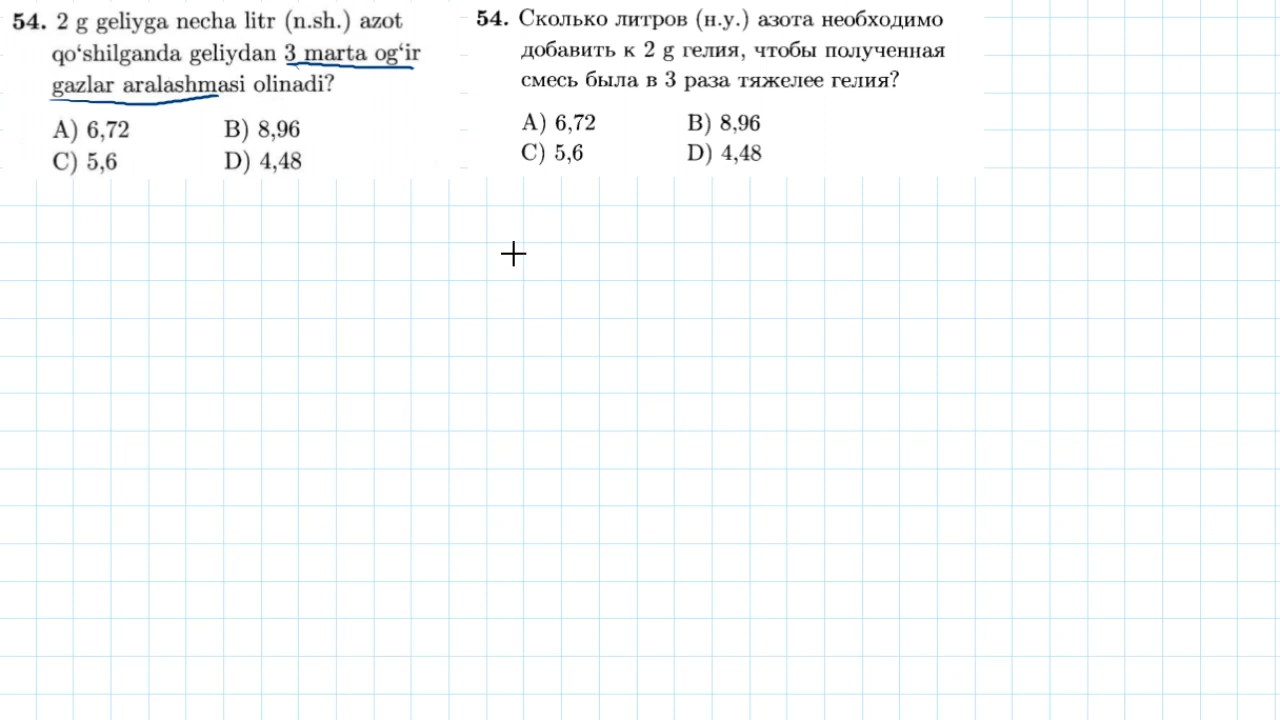 54. 2 g geliyga necha litr (n.sh.) azot
qo‘shilganda geliydan 3 marta og‘ir
gazlar aralashmasi olinadi?
A) 6,72 B) 8,96
C) 5,6 D) 4,48
54. Сколько литров (н.у.) азота необходимо
добавить к 2 g гелия, чтобы полученная
смесь была в 3 раза тяжелее гелия?
A) 6,72 B) 8,96
C) 5,6 D) 4,48